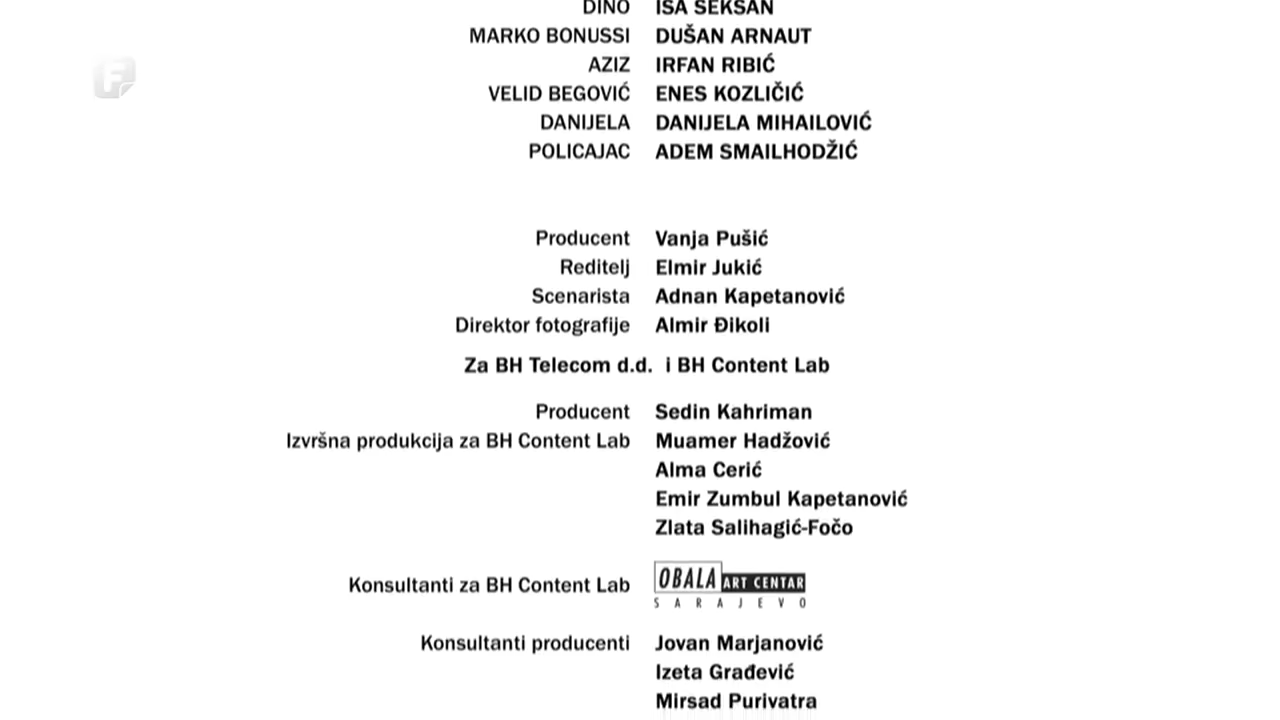 DINO ISA SEKSAN
MARKO BONUSSI DUŠAN ARNAUT
AZIZ IRFAN RIBIĆ
VELID BEGOVIĆ ENES KOZLIČIĆ
DANIJELA DANIJELA MIHAILOVIĆ
POLICAJAC ADEM SMAILHODŽIĆ
Producent Vanja Pušić
Reditelj Elmir Jukić
Scenarista Adnan Kapetanović
Direktor fotografije Almir Đikoli
Za BH Telecom d.d. i BH Content Lab
Producent Sedin Kahriman
Izvršna produkcija za BH Content Lab Muamer Hadžović
Alma Cerić
Emir Zumbul Kapetanović
Zlata Salihagić-Fočo
Konsultanti za BH Content Lab OBALA ART CENTAR
SARAJEVO
Konsultanti producenti Jovan Marjanović
Izeta Građević
Mirsad Purivatra
F